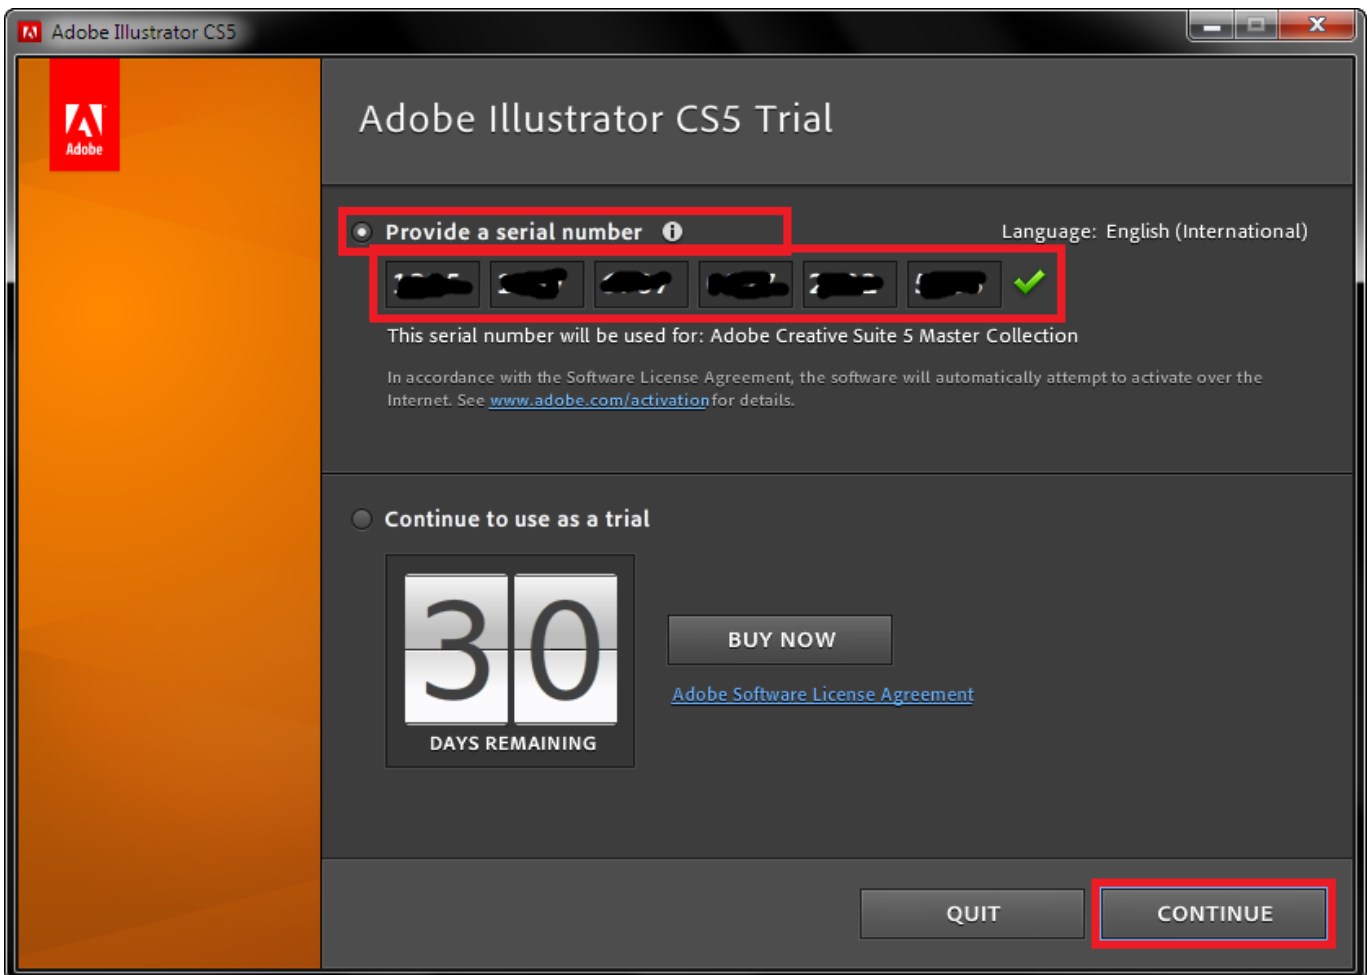 Adobe Illustrator CS5
Adobe
Adobe Illustrator CS5 Trial
Provide a serial number
Language: English (International)
This serial number will be used for: Adobe Creative Suite 5 Master Collection
In accordance with the Software License Agreement, the software will automatically attempt to activate over the
Internet. See www.adobe.com/activation for details.
Continue to use as a trial
30
DAYS REMAINING
BUY NOW
Adobe Software License Agreement
QUIT
CONTINUE